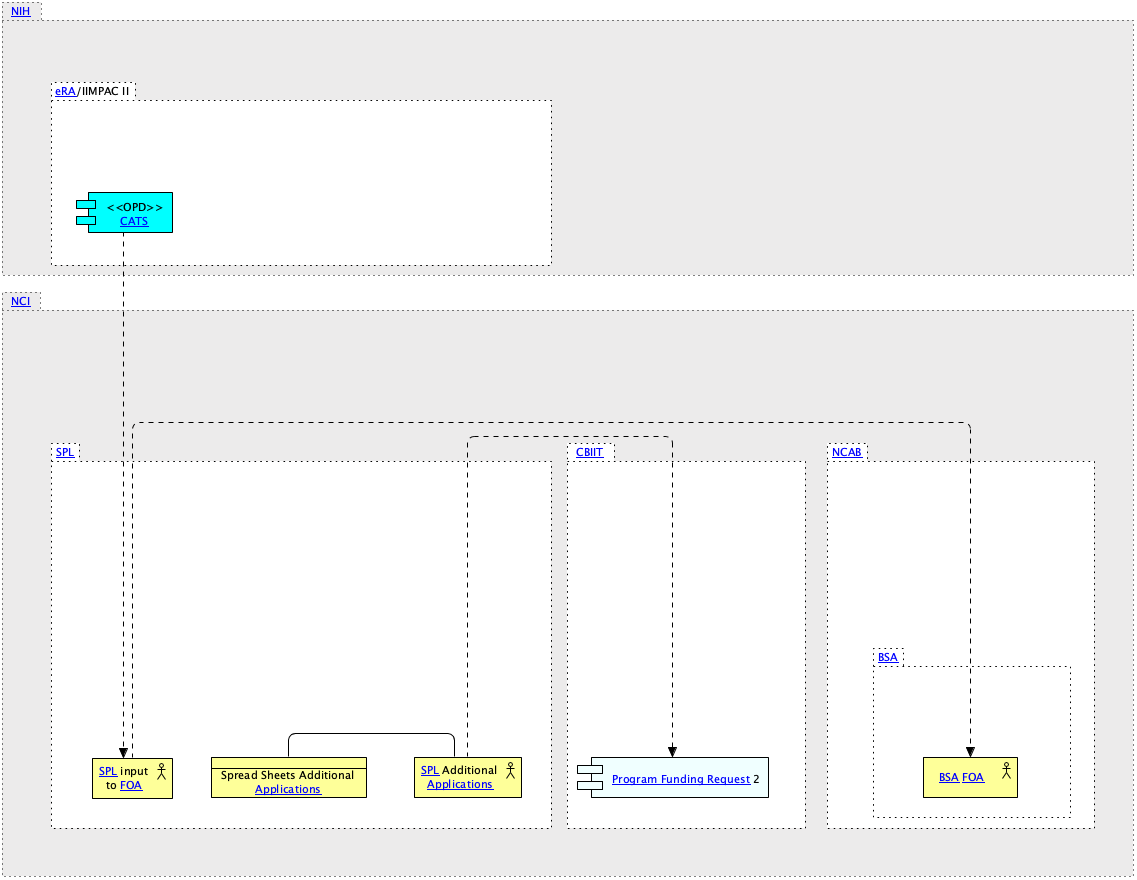 NIH
eRA/IIMPAC II
<<OPD>>
CATS
NCI
SPL
CBIIT
NCAB
BSA
SPL input
to FOA
Spread Sheets Additional
Applications
SPL Additional
Applications
Program Funding Request 2
BSA FOA